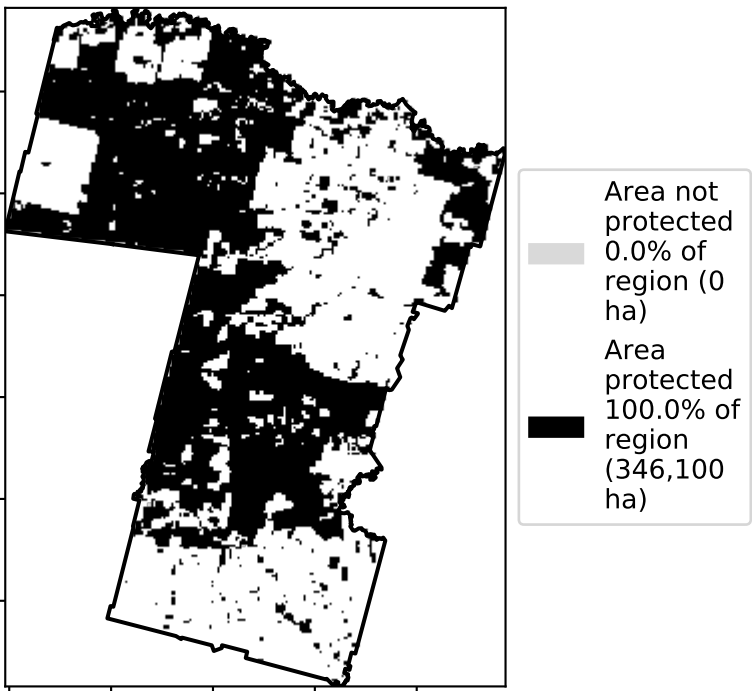 Area not
protected
0.0% of
region (0
ha)
Area
protected
100.0% of
region
(346,100
ha)